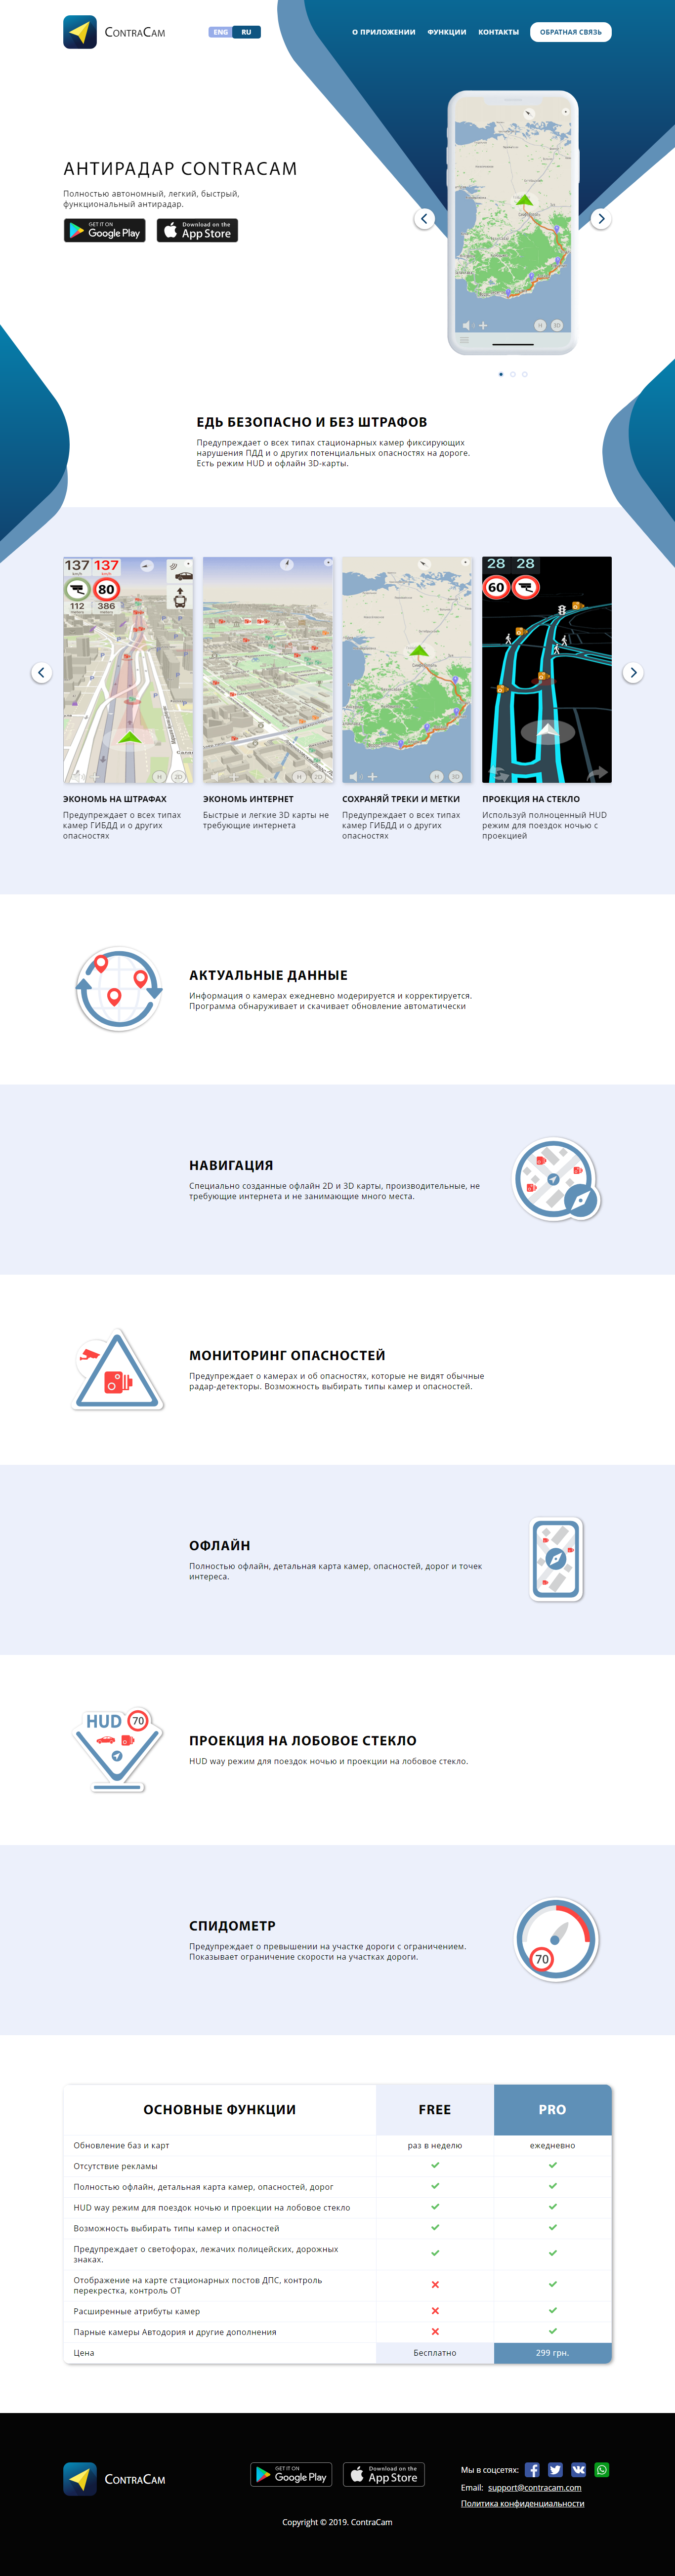 ContraCam
ENG RU
О ПРИЛОЖЕНИИ ФУНКЦИИ КОНТАКТЫ ОБРАТНАЯ СВЯЗЬ
АНТИРАДАР CONTRACAM
Полностью автономный, легкий, быстрый,
функциональный антирадар.
GET IT ON
Google Play
Download on the
App Store
H 3D
ЕДЬ БЕЗОПАСНО И БЕЗ ШТРАФОВ
Предупреждает о всех типах стационарных камер фиксирующих
нарушения ПДД и о других потенциальных опасностях на дороге.
Есть режим HUD и офлайн 3D-карты.
137 137
80
112 386
H 2D
H 2D
H 3D
28 28
60
ЭКОНОМЬ НА ШТРАФАХ
Предупреждает о всех типах
камер ГИБДД и о других
опасностях
ЭКОНОМЬ ИНТЕРНЕТ
Быстрые и легкие 3D карты не
требующие интернета
СОХРАНЯЙ ТРЕКИ И МЕТКИ
Предупреждает о всех типах
камер ГИБДД и о других
опасностях
ПРОЕКЦИЯ НА СТЕКЛО
Используй полноценный HUD
режим для поездок ночью с
проекцией
АКТУАЛЬНЫЕ ДАННЫЕ
Информация о камерах ежедневно модерируется и корректируется.
Программа обнаруживает и скачивает обновление автоматически
НАВИГАЦИЯ
Специально созданные офлайн 2D и 3D карты, производительные, не
требующие интернета и не занимающие много места.
МОНИТОРИНГ ОПАСНОСТЕЙ
Предупреждает о камерах и об опасностях, которые не видят обычные
радар-детекторы. Возможность выбирать типы камер и опасностей.
ОФЛАЙН
Полностью офлайн, детальная карта камер, опасностей, дорог и точек
интереса.
HUD 70
ПРОЕКЦИЯ НА ЛОБОВОЕ СТЕКЛО
HUD way режим для поездок ночью и проекции на лобовое стекло.
СПИДОМЕТР
Предупреждает о превышении на участке дороги с ограничением.
Показывает ограничение скорости на участках дороги.
70
ОСНОВНЫЕ ФУНКЦИИ FREE PRO
Обновление баз и карт раз в неделю ежедневно
Отсутствие рекламы
Полностью офлайн, детальная карта камер, опасностей, дорог
HUD way режим для поездок ночью и проекции на лобовое стекло
Возможность выбирать типы камер и опасностей
Предупреждает о светофорах, лежачих полицейских, дорожных
знаках.
Отображение на карте стационарных постов ДПС, контроль
перекрестка, контроль ОТ
Расширенные атрибуты камер
Парные камеры Автодория и другие дополнения
Цена Бесплатно 299 грн.
ContraCam
GET IT ON
Google Play
Download on the
App Store
Мы в соцсетях:
Email: support@contracam.com
Политика конфиденциальности
Copyright © 2019. ContraCam